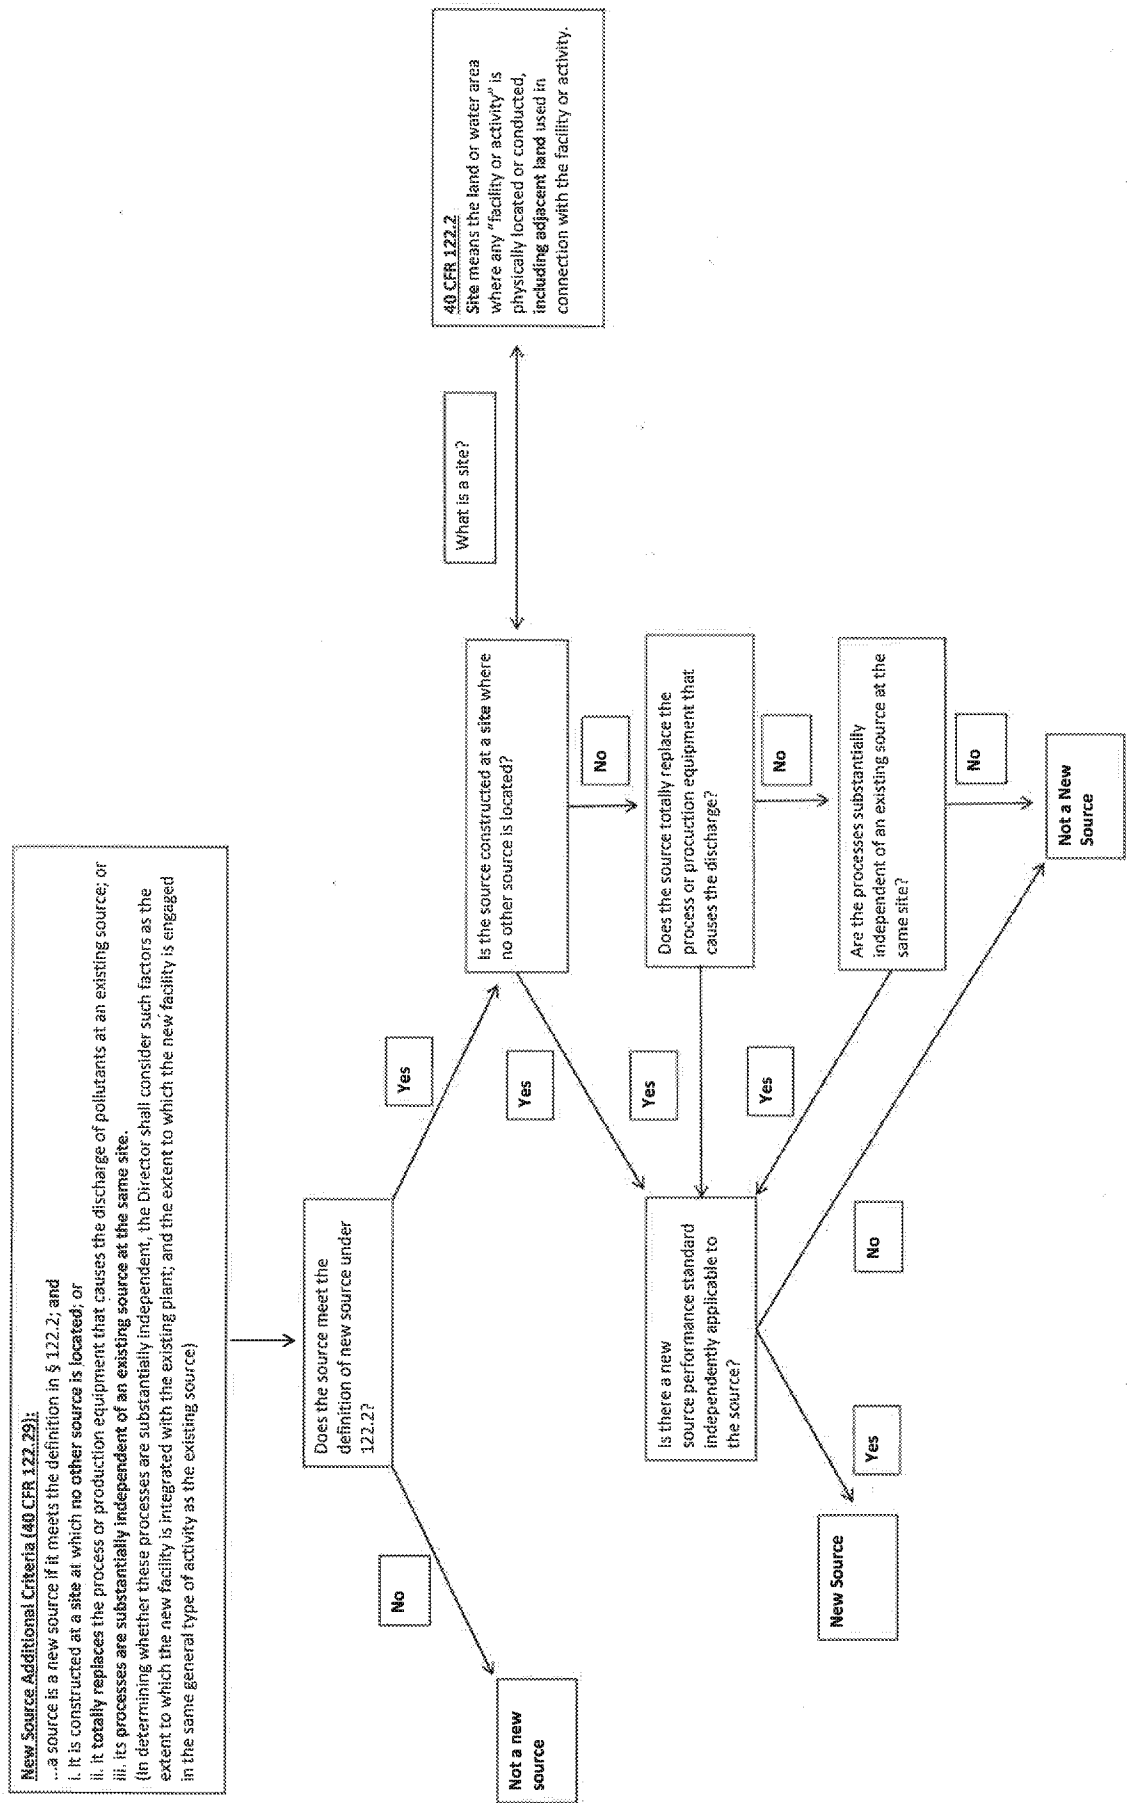 New Source Additional Criteria (40 CFR 122.29):
...a source is a new source if it meets the definition in § 122.2; and
i. It is constructed at a site at which no other source is located; or
ii. it totally replaces the process or production equipment that causes the discharge of pollutants at an existing source; or
iii. its processes are substantially independent of an existing source at the same site.
(In determining whether these processes are substantially independent, the Director shall consider such factors as the
extent to which the new facility is integrated with the existing plant; and the extent to which the new facility is engaged
in the same general type of activity as the existing source)
Does the source meet the
definition of new source under
122.2?
No
Yes
Not a new
source
Is the source constructed at a site where
no other source is located?
What is a site?
40 CFR 122.2
Site means the land or water area
where any "facility or activity" is
physically located or conducted,
including adjacent land used in
connection with the facility or activity.
Yes
No
Does the source totally replace the
process or procuction equipment that
causes the discharge?
Yes
No
Are the processes substantially
independent of an existing source at the
same site?
Yes
No
Is there a new
source performance standard
independently applicable to
the source?
Yes
No
New Source
Not a New
Source